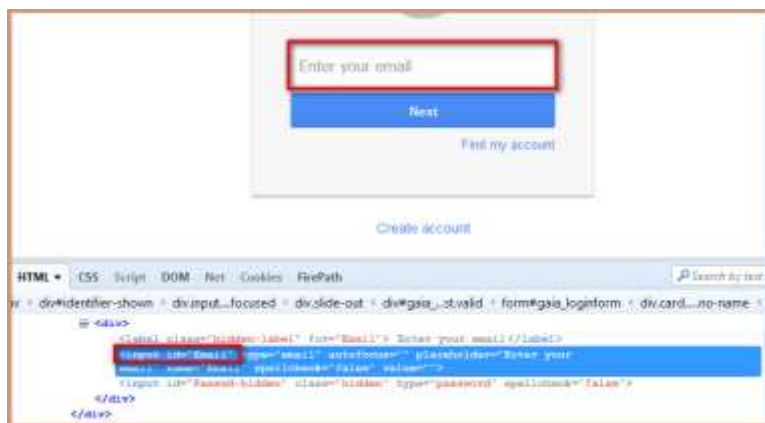 Enter your email
Next
Find my account
Create account
HTML CSS Script DOM Net Cookies FirePath Search by text
v div#identifier-shown div.input...focused div.slide-out div#gaia_...st.valid form#gaia_loginform div.card...no-name
<div>
<label class="hidden-label" for="Email"> Enter your email</label>
<input id="Email" type="email" autofocus="" placeholder="Enter your
email" name="Email" spellcheck="false" value="">
<input id="Passwd-hidden" class="hidden" type="password" spellcheck="false">
</div>
</div>